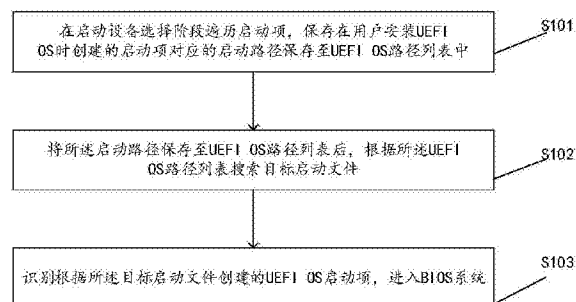 在启动设备选择阶段遍历启动项，保存在用户安装UEFI
OS时创建的启动项对应的启动路径保存至UEFI OS路径列表中
S101
将所述启动路径保存至UEFI OS路径列表后，根据所述UEFI
OS路径列表搜索目标启动文件
S102
识别根据所述目标启动文件创建的UEFI OS启动项，进入BIOS系统
S103